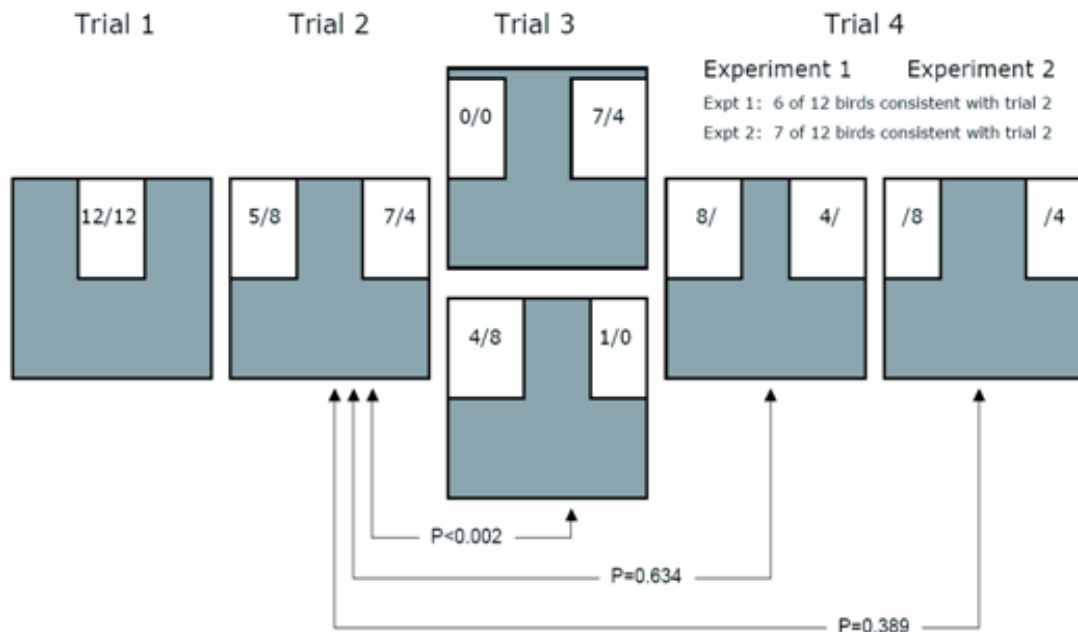 Trial 1
Trial 2
Trial 3
Trial 4
Experiment 1
Experiment 2
Expt 1: 6 of 12 birds consistent with trial 2
Expt 2: 7 of 12 birds consistent with trial 2
0/0
7/4
12/12
5/8
7/4
8/
4/
/8
/4
4/8
1/0
P<0.002
P=0.634
P=0.389